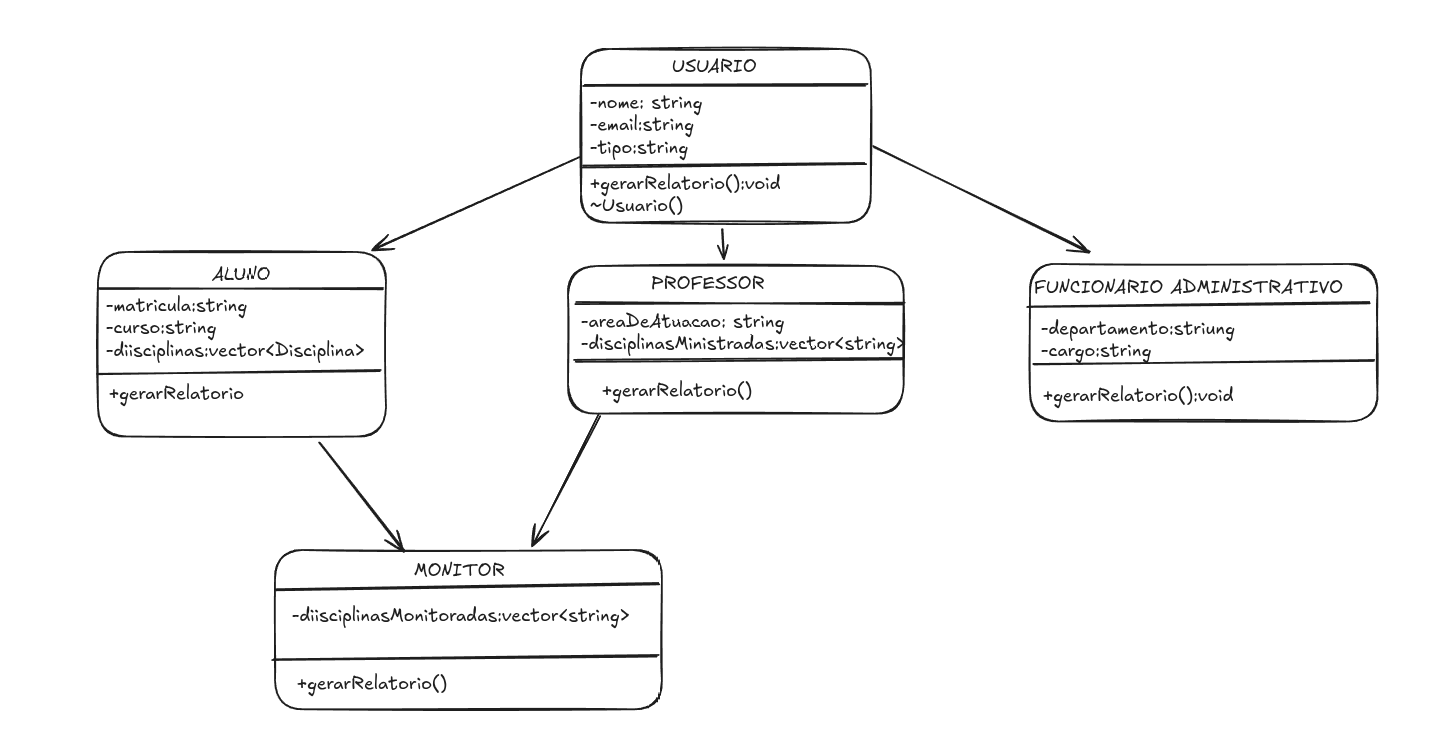 USUARIO
-nome: string
-email:string
-tipo:string
+gerarRelatorio():void
~Usuario()
ALUNO
-matricula:string
-curso:string
-diisciplinas:vector<Disciplina>
+gerarRelatorio
PROFESSOR
-areaDeAtuacao: string
-disciplinasMinistradas:vector<string>
+gerarRelatorio()
FUNCIONARIO ADMINISTRATIVO
-departamento:striung
-cargo:string
+gerarRelatorio():void
MONITOR
-diisciplinasMonitoradas:vector<string>
+gerarRelatorio()